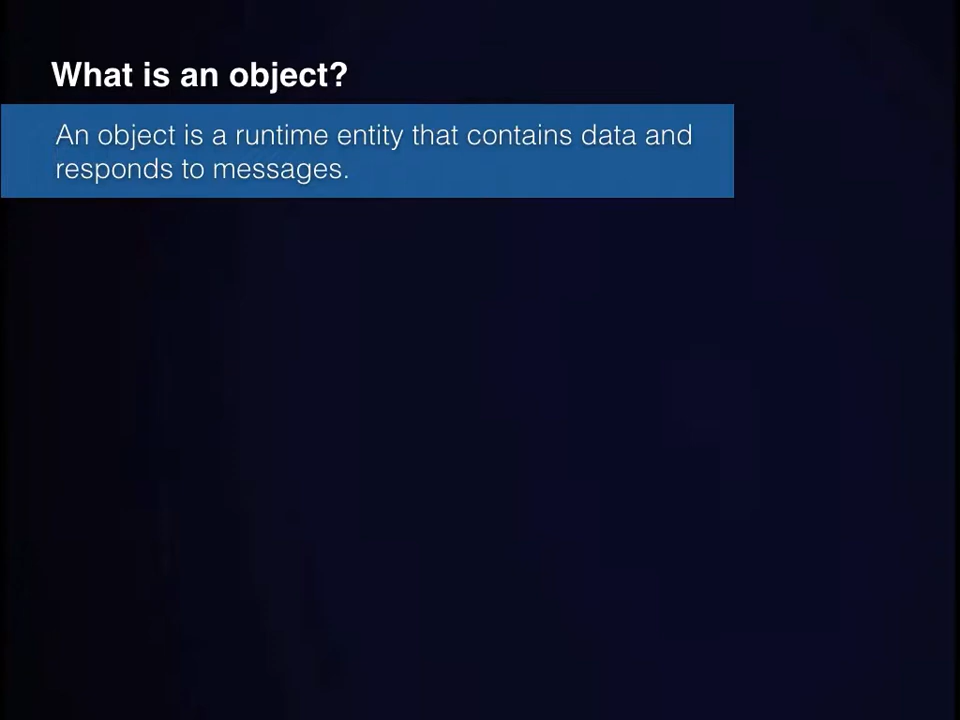 What is an object?
An object is a runtime entity that contains data and
responds to messages.